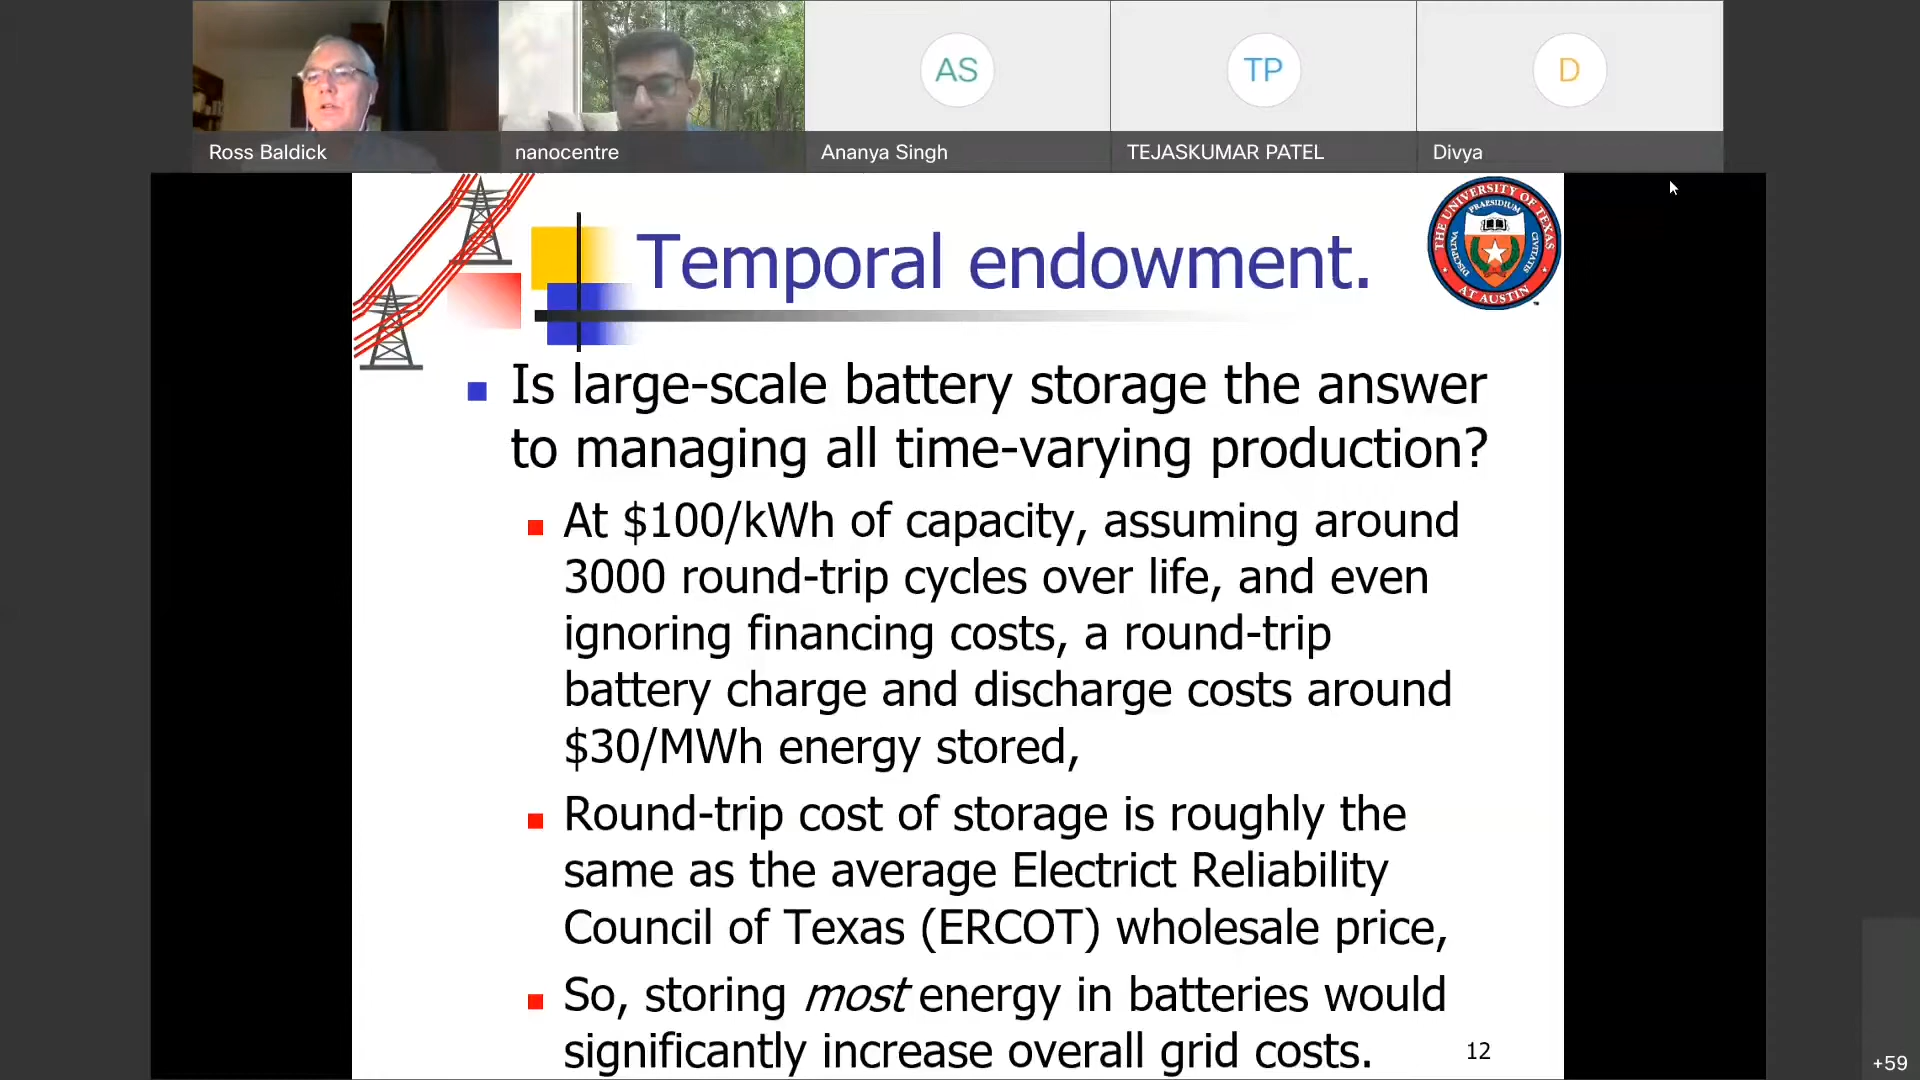 AS
TP
D
Ross Baldick
nanocentre
Ananya Singh
TEJASKUMAR PATEL
Divya
THE UNIVERSITY OF TEXAS
PRAESIDIUM
DISCIPLINA
CIVITATIS
AT AUSTIN
Temporal endowment.
Is large-scale battery storage the answer
to managing all time-varying production?
At $100/kWh of capacity, assuming around
3000 round-trip cycles over life, and even
ignoring financing costs, a round-trip
battery charge and discharge costs around
$30/MWh energy stored,
Round-trip cost of storage is roughly the
same as the average Electrict Reliability
Council of Texas (ERCOT) wholesale price,
So, storing most energy in batteries would
significantly increase overall grid costs.
12
+59